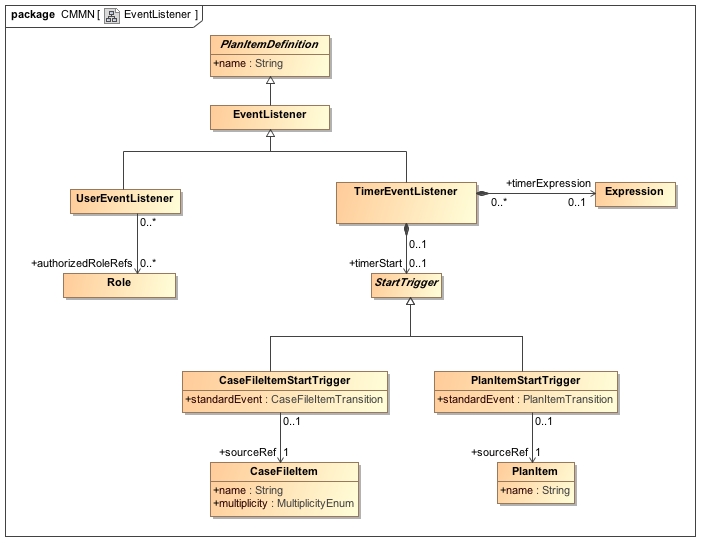 package CMMN [ EventListener ]
PlanItemDefinition
+name : String
EventListener
UserEventListener
TimerEventListener
+timerExpression
0..*
0..1
Expression
0..*
+authorizedRoleRefs
0..*
Role
0..1
+timerStart
0..1
StartTrigger
CaseFileItemStartTrigger
+standardEvent : CaseFileItemTransition
PlanItemStartTrigger
+standardEvent : PlanItemTransition
0..1
+sourceRef
1
0..1
+sourceRef
1
CaseFileItem
+name : String
+multiplicity : MultiplicityEnum
PlanItem
+name : String